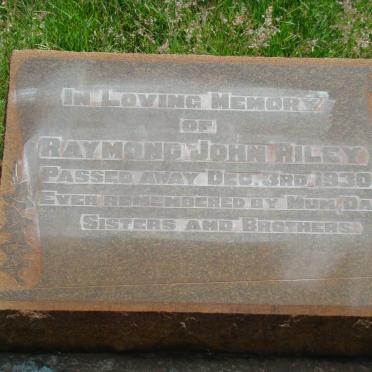 In Loving Memory
of
Raymond John Riley
Passed away Dec. 3rd, 1930
Ever remembered by Mum, Da
Sisters and Brothers.